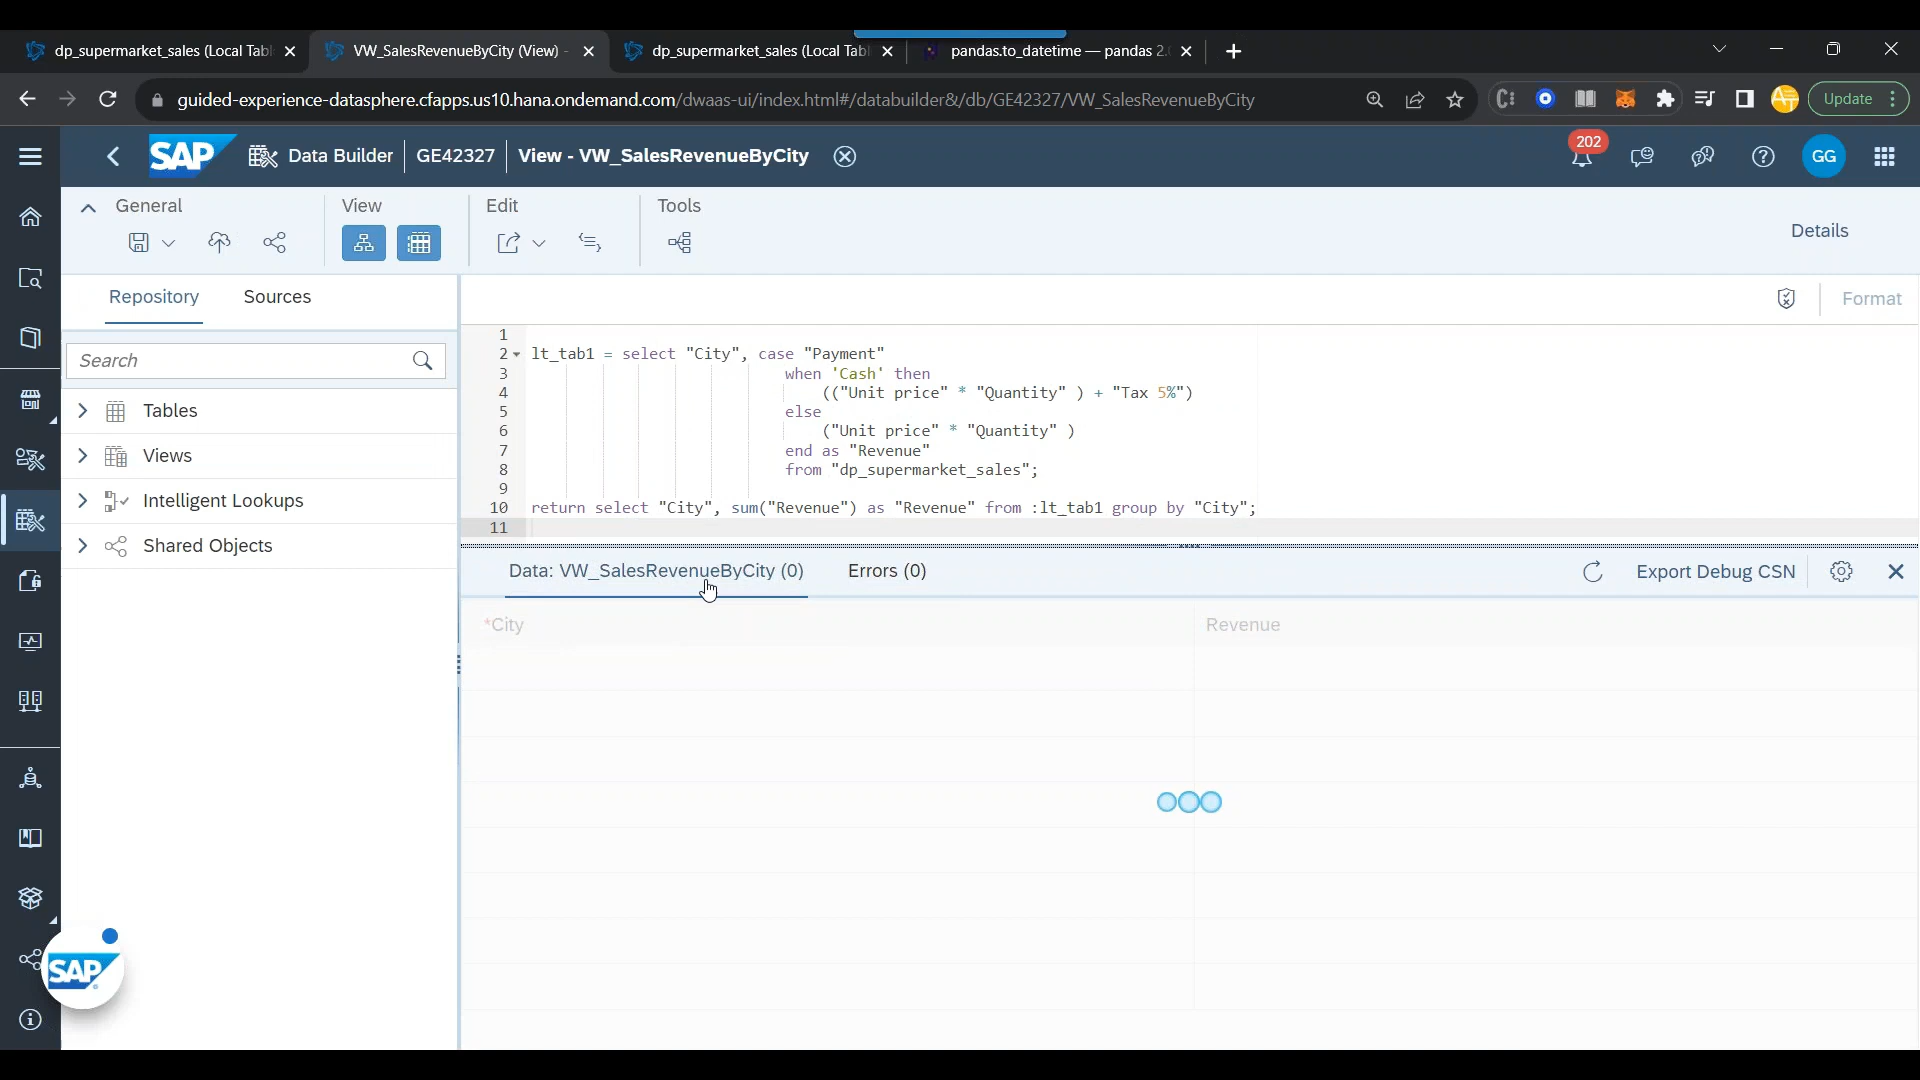 dp_supermarket_sales (Local Tabl
VW_SalesRevenueByCity (View) -
dp_supermarket_sales (Local Tabl
pandas.to_datetime — pandas 2.
guided-experience-datasphere.cfapps.us10.hana.ondemand.com/dwaas-ui/index.html#/databuilder&/db/GE42327/VW_SalesRevenueByCity
Update
SAP
Data Builder
GE42327
View - VW_SalesRevenueByCity
202
GG
General
View
Edit
Tools
Details
Repository
Sources
Format
Search
Tables
Views
Intelligent Lookups
Shared Objects
1
2 lt_tab1 = select "City", case "Payment"
3 when 'Cash' then
4 (("Unit price" * "Quantity" ) + "Tax 5%")
5 else
6 ("Unit price" * "Quantity" )
7 end as "Revenue"
8 from "dp_supermarket_sales";
9
10 return select "City", sum("Revenue") as "Revenue" from :lt_tab1 group by "City";
11
Data: VW_SalesRevenueByCity (0)
Errors (0)
Export Debug CSN
*City
Revenue
SAP